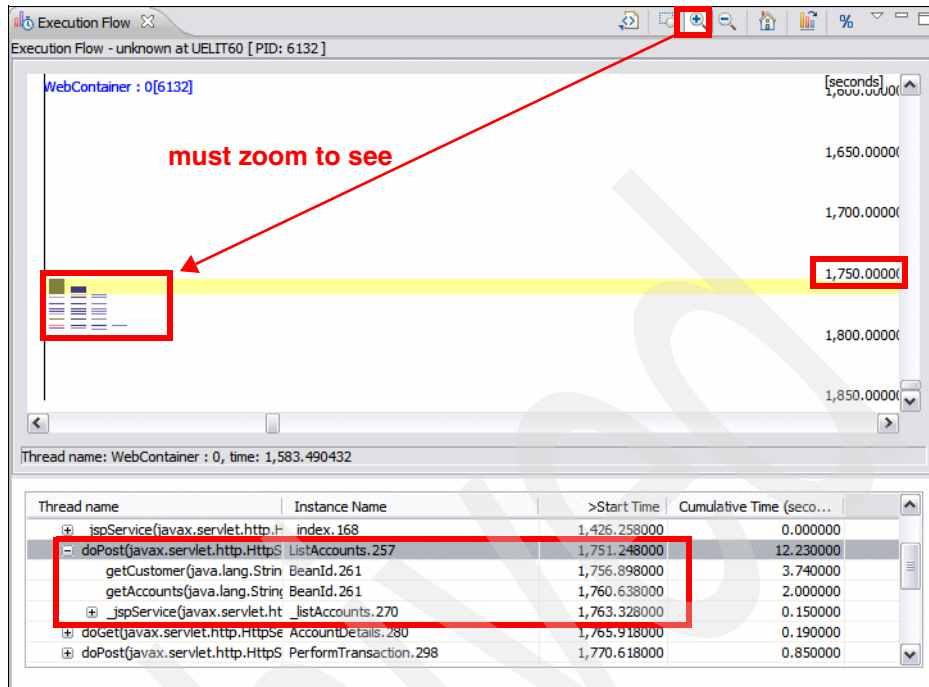 Execution Flow
%
Execution Flow - unknown at UELIT60 [ PID: 6132 ]
WebContainer : 0[6132]
[seconds]
must zoom to see
1,650.0000
1,700.0000
1,750.0000
1,800.0000
1,850.0000
Thread name: WebContainer : 0, time: 1,583.490432
Thread name Instance Name >Start Time Cumulative Time (seco...
_jspService(javax.servlet.http.H _index.168 1,426.258000 0.000000
doPost(javax.servlet.http.HttpS ListAccounts.257 1,751.248000 12.230000
getCustomer(java.lang.Strin BeanId.261 1,756.898000 3.740000
getAccounts(java.lang.String BeanId.261 1,760.638000 2.000000
_jspService(javax.servlet.ht _listAccounts.270 1,763.328000 0.150000
doGet(javax.servlet.http.HttpSe AccountDetails.280 1,765.918000 0.190000
doPost(javax.servlet.http.HttpS PerformTransaction.298 1,770.618000 0.850000